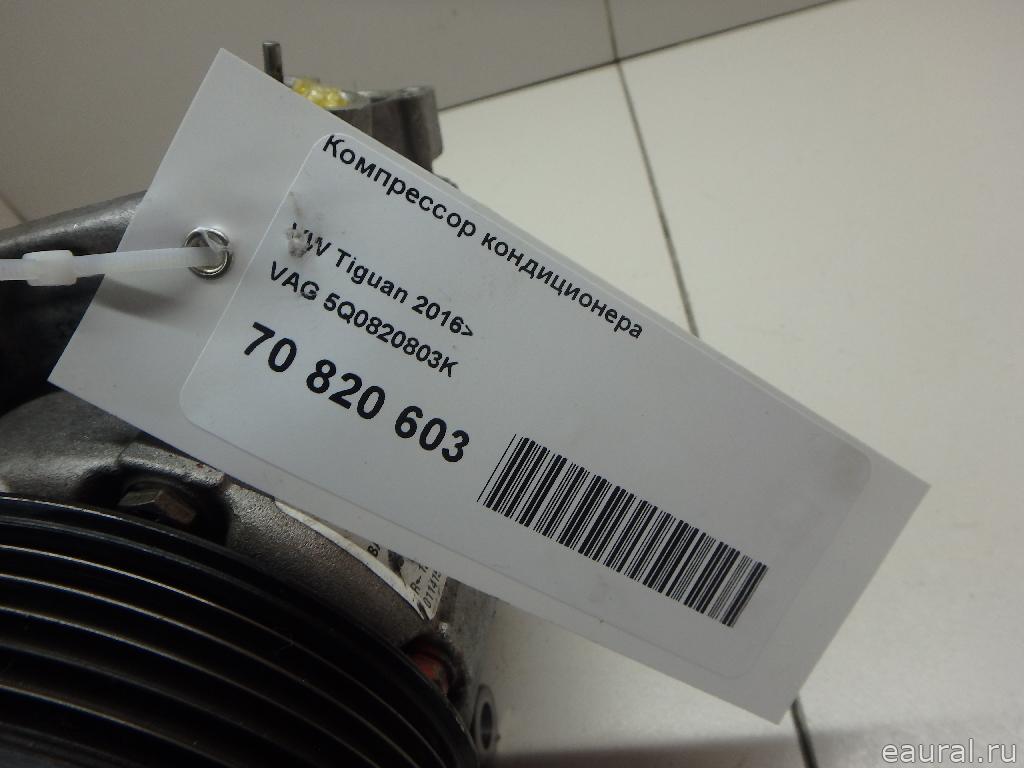 Компрессор кондиционера
VW Tiguan 2016>
VAG 5Q0820803K
70 820 603
eaural.ru